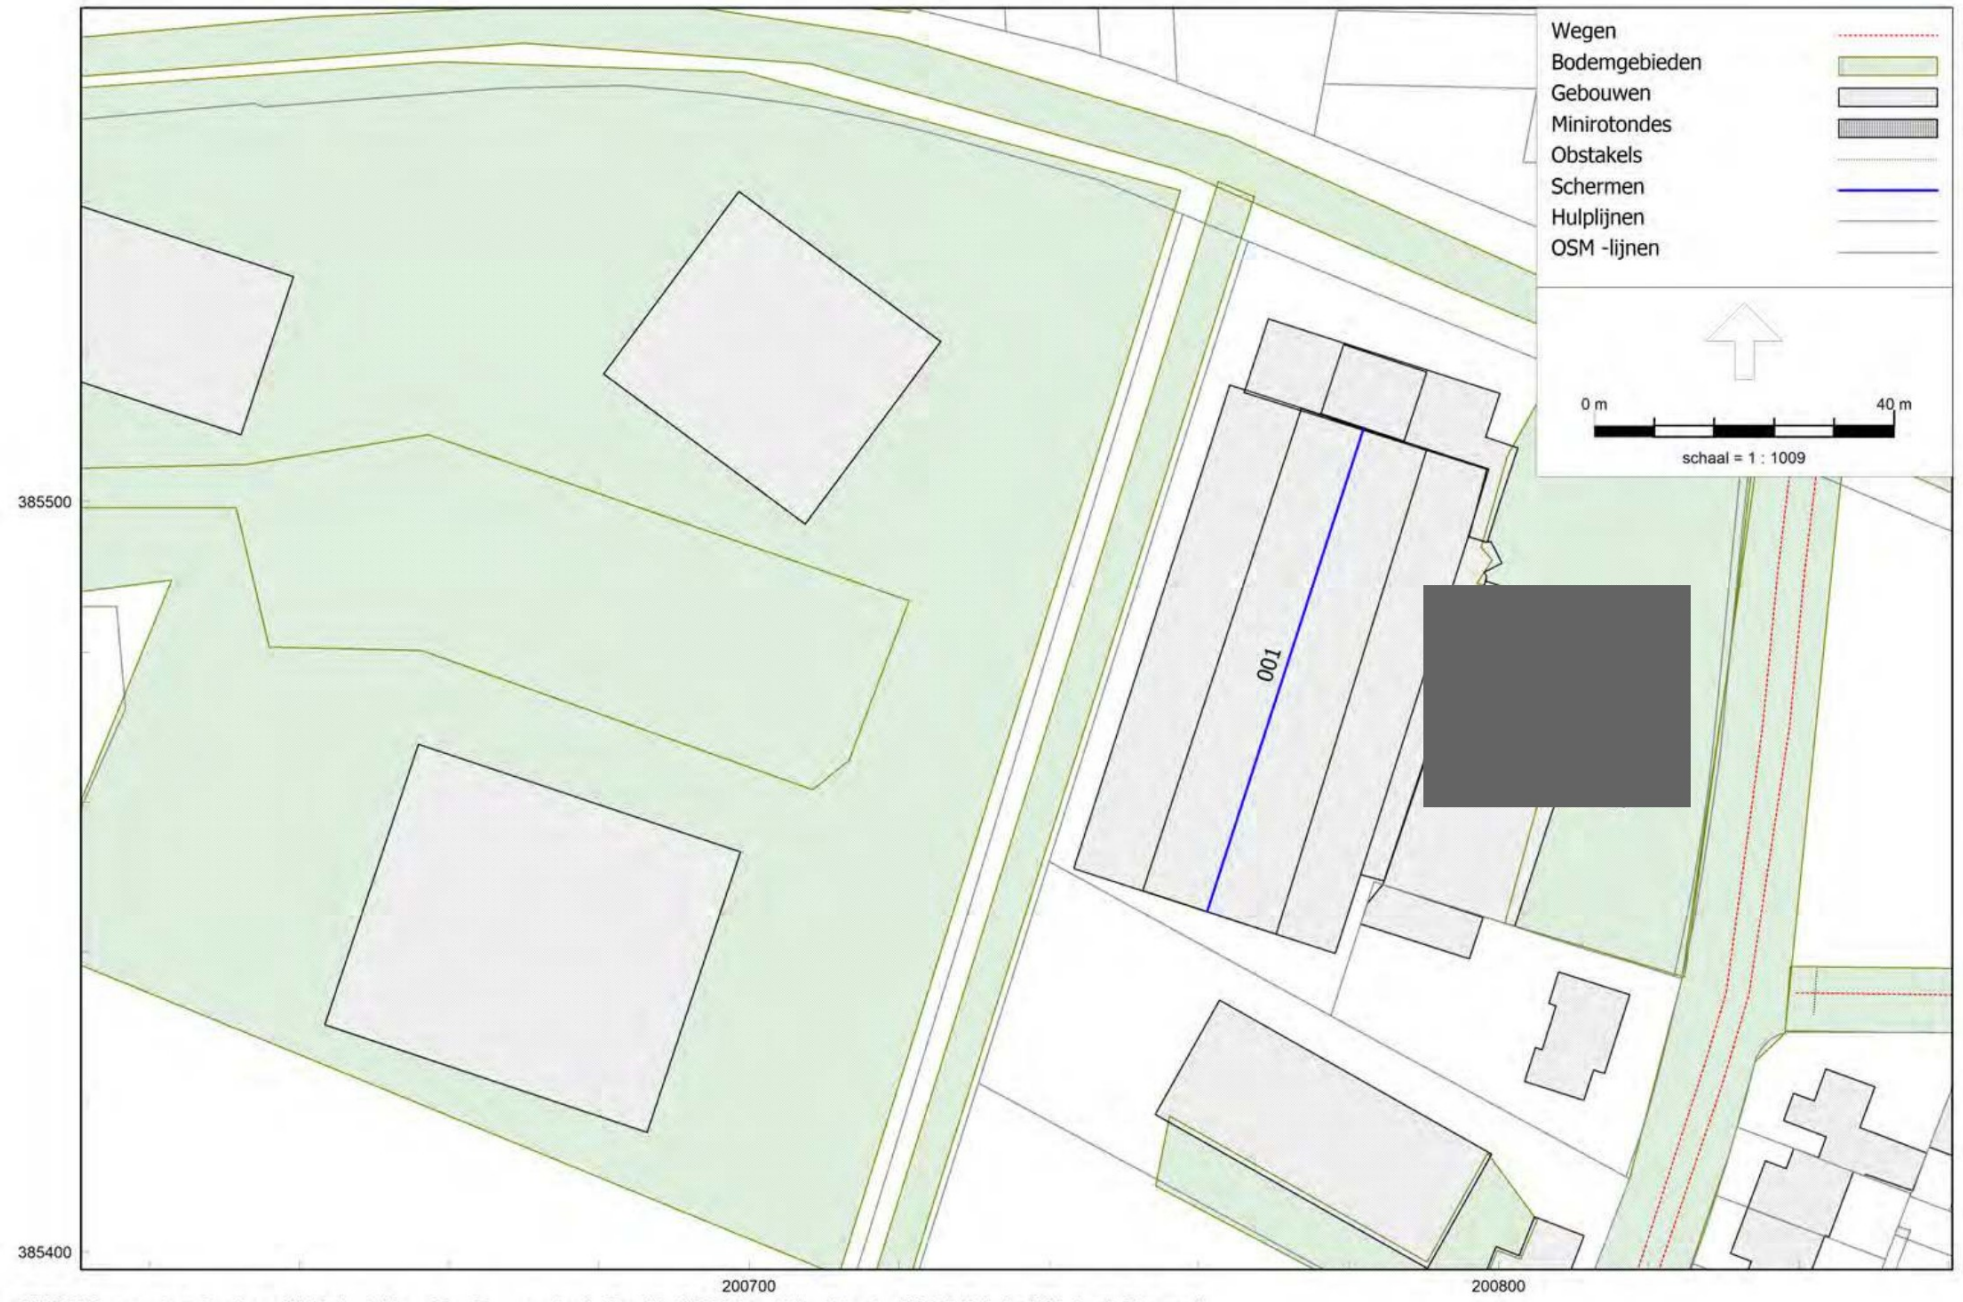 Wegen
Bodemgebieden
Gebouwen
Minirotondes
Obstakels
Schermen
Hulplijnen
OSM -lijnen
0 m 40 m
schaal = 1 : 1009
385500
001
385400
200700 200800